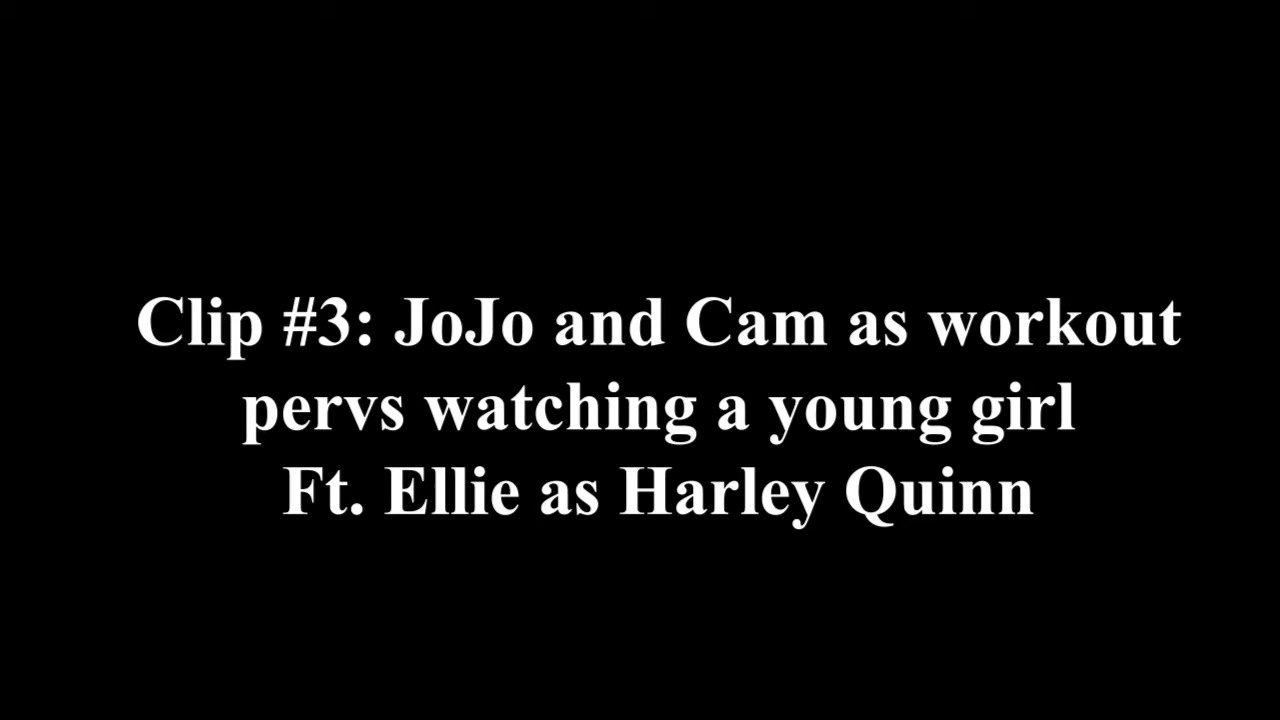 Clip #3: JoJo and Cam as workout
pervs watching a young girl
Ft. Ellie as Harley Quinn